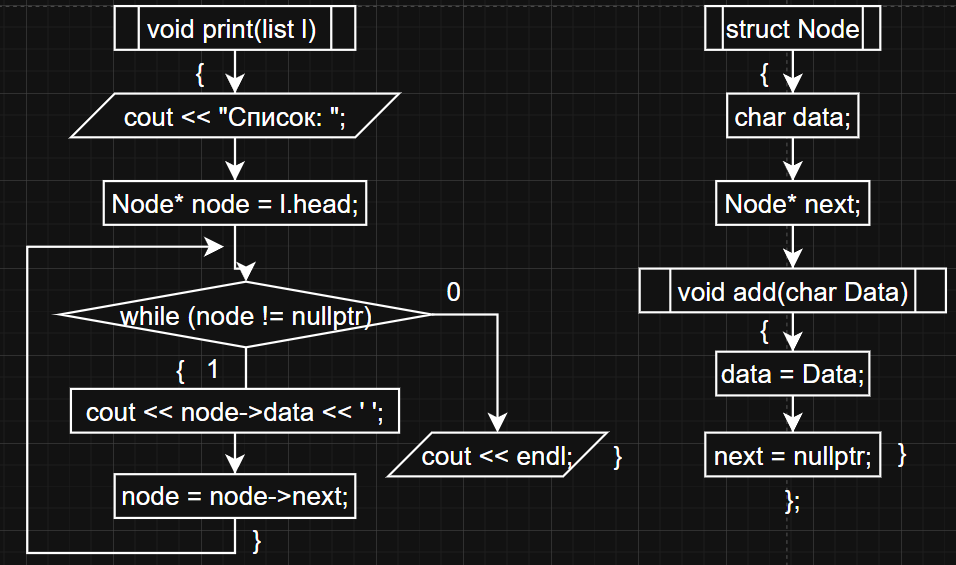 void print(list l)
{
cout << "Список: ";
Node* node = l.head;
while (node != nullptr)
0
{ 1
cout << node->data << ' ';
node = node->next;
}
cout << endl;
}
struct Node
{
char data;
Node* next;
void add(char Data)
{
data = Data;
next = nullptr;
}
};